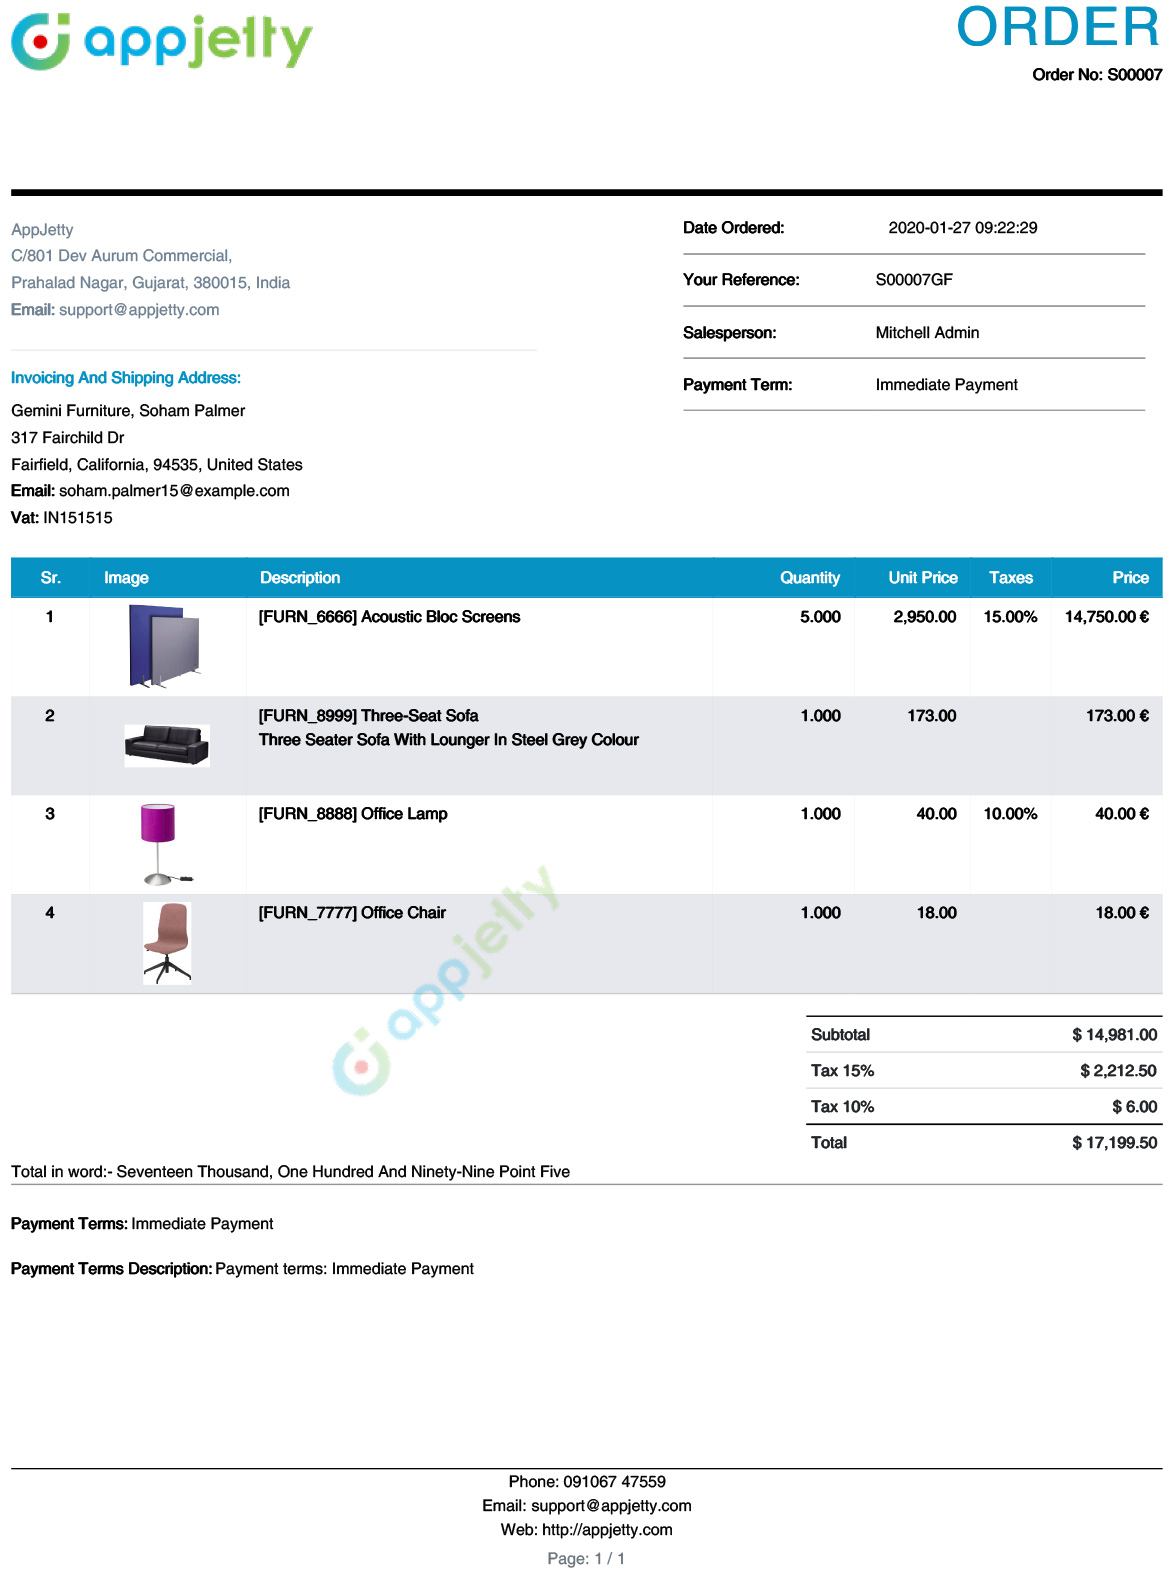 appjetty
ORDER
Order No: S00007
AppJetty
C/801 Dev Aurum Commercial,
Prahalad Nagar, Gujarat, 380015, India
Email: support@appjetty.com
Date Ordered: 2020-01-27 09:22:29
Your Reference: S00007GF
Salesperson: Mitchell Admin
Payment Term: Immediate Payment
Invoicing And Shipping Address:
Gemini Furniture, Soham Palmer
317 Fairchild Dr
Fairfield, California, 94535, United States
Email: soham.palmer15@example.com
Vat: IN151515
Sr. Image Description Quantity Unit Price Taxes Price
1 [FURN_6666] Acoustic Bloc Screens 5.000 2,950.00 15.00% 14,750.00 €
2 [FURN_8999] Three-Seat Sofa 1.000 173.00 173.00 €
Three Seater Sofa With Lounger In Steel Grey Colour
3 [FURN_8888] Office Lamp 1.000 40.00 10.00% 40.00 €
4 [FURN_7777] Office Chair 1.000 18.00 18.00 €
appjetty
Subtotal $ 14,981.00
Tax 15% $ 2,212.50
Tax 10% $ 6.00
Total $ 17,199.50
Total in word:- Seventeen Thousand, One Hundred And Ninety-Nine Point Five
Payment Terms: Immediate Payment
Payment Terms Description: Payment terms: Immediate Payment
Phone: 091067 47559
Email: support@appjetty.com
Web: http://appjetty.com
Page: 1 / 1